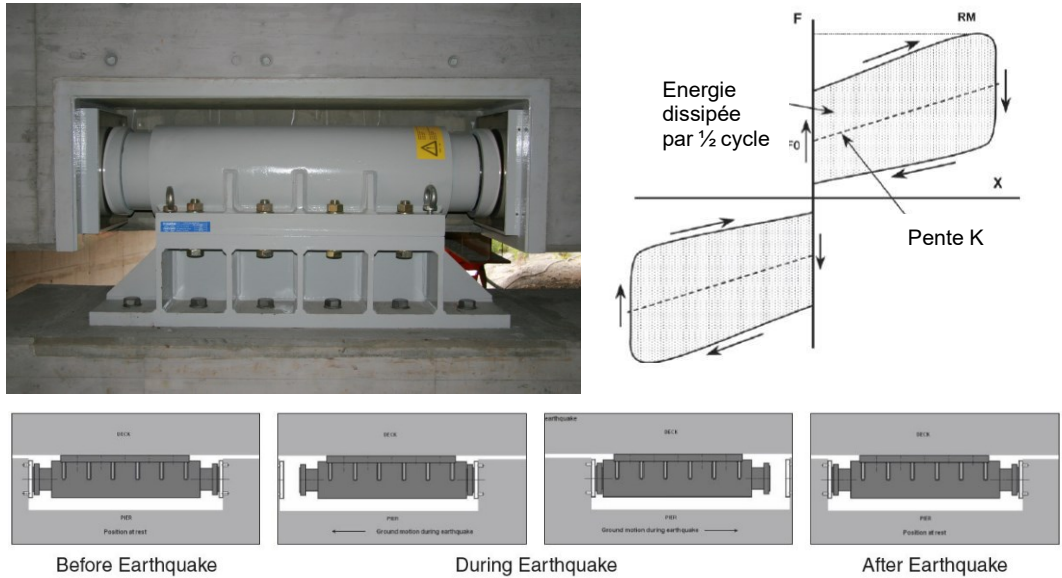 F
RM
Energie
dissipée
par ½ cycle
F0
X
Pente K
DECK
PIER
Position at rest
DECK
PIER
Ground motion during earthquake
earthquake
DECK
PIER
Ground motion during earthquake
DECK
PIER
Position at rest
Before Earthquake
During Earthquake
After Earthquake